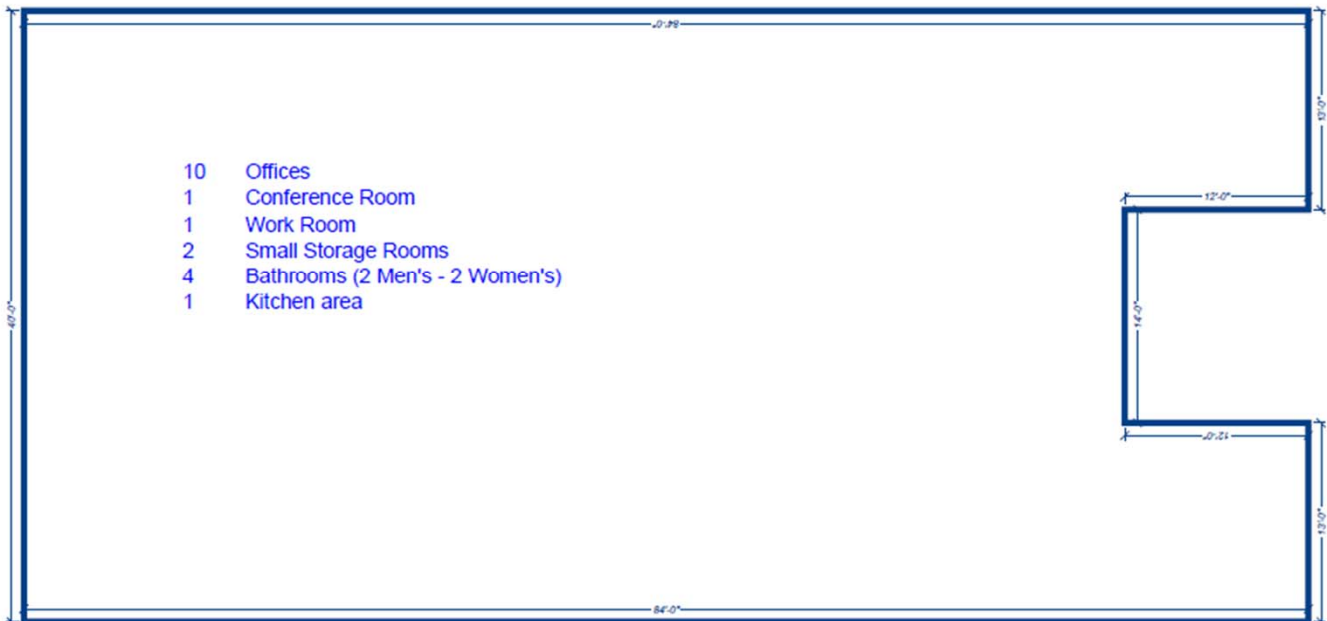 84'-0"
13'-0"
10 Offices
1 Conference Room
1 Work Room
2 Small Storage Rooms
4 Bathrooms (2 Men's - 2 Women's)
1 Kitchen area
12'-0"
40'-0"
14'-0"
12'-0"
13'-0"
84'-0"